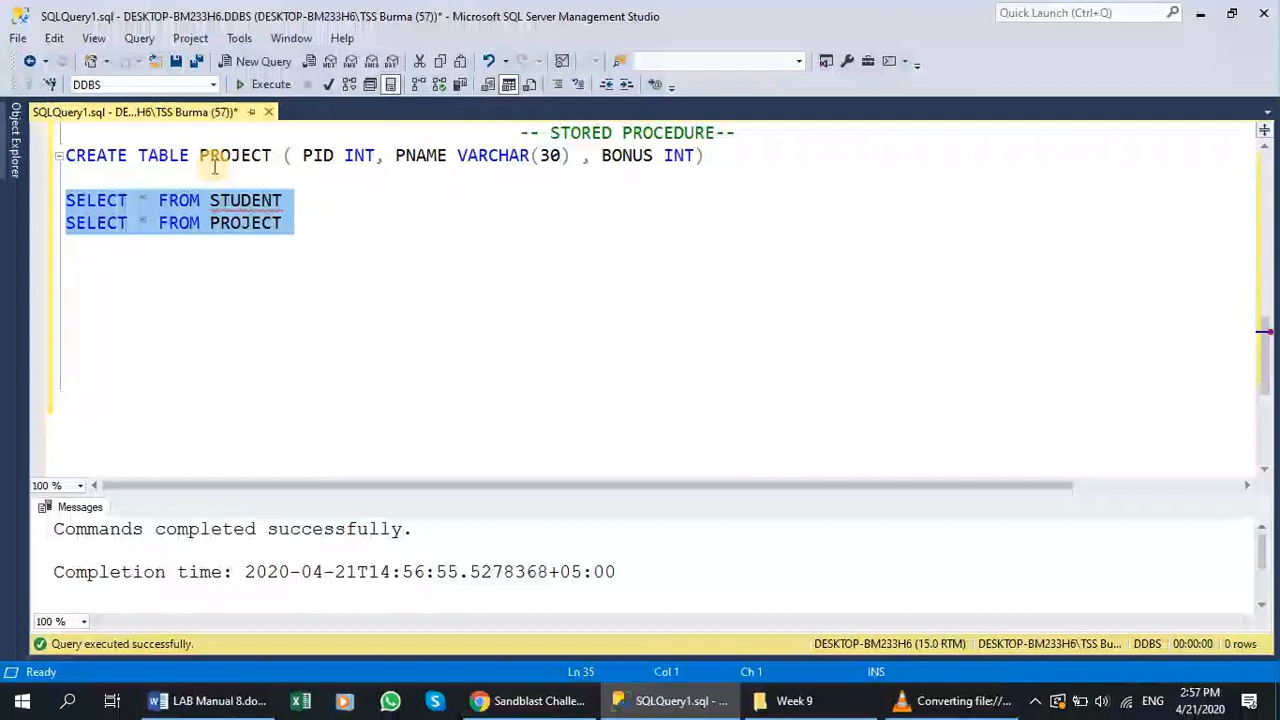 SQLQuery1.sql - DESKTOP-BM233H6.DDBS (DESKTOP-BM233H6\TSS Burma (57))* - Microsoft SQL Server Management Studio
Quick Launch (Ctrl+Q)
File Edit View Query Project Tools Window Help
New Query
DDBS
Execute
SQLQuery1.sql - DE...H6\TSS Burma (57))*
Object Explorer
-- STORED PROCEDURE--
CREATE TABLE PROJECT ( PID INT, PNAME VARCHAR(30) , BONUS INT)
SELECT * FROM STUDENT
SELECT * FROM PROJECT
100 %
Messages
Commands completed successfully.
Completion time: 2020-04-21T14:56:55.5278368+05:00
100 %
Query executed successfully.
DESKTOP-BM233H6 (15.0 RTM)
DESKTOP-BM233H6\TSS Bu...
DDBS
00:00:00
0 rows
Ready
Ln 35
Col 1
Ch 1
INS
LAB Manual 8.do...
Sandblast Challe...
SQLQuery1.sql - ...
Week 9
Converting file://...
ENG
2:57 PM
4/21/2020